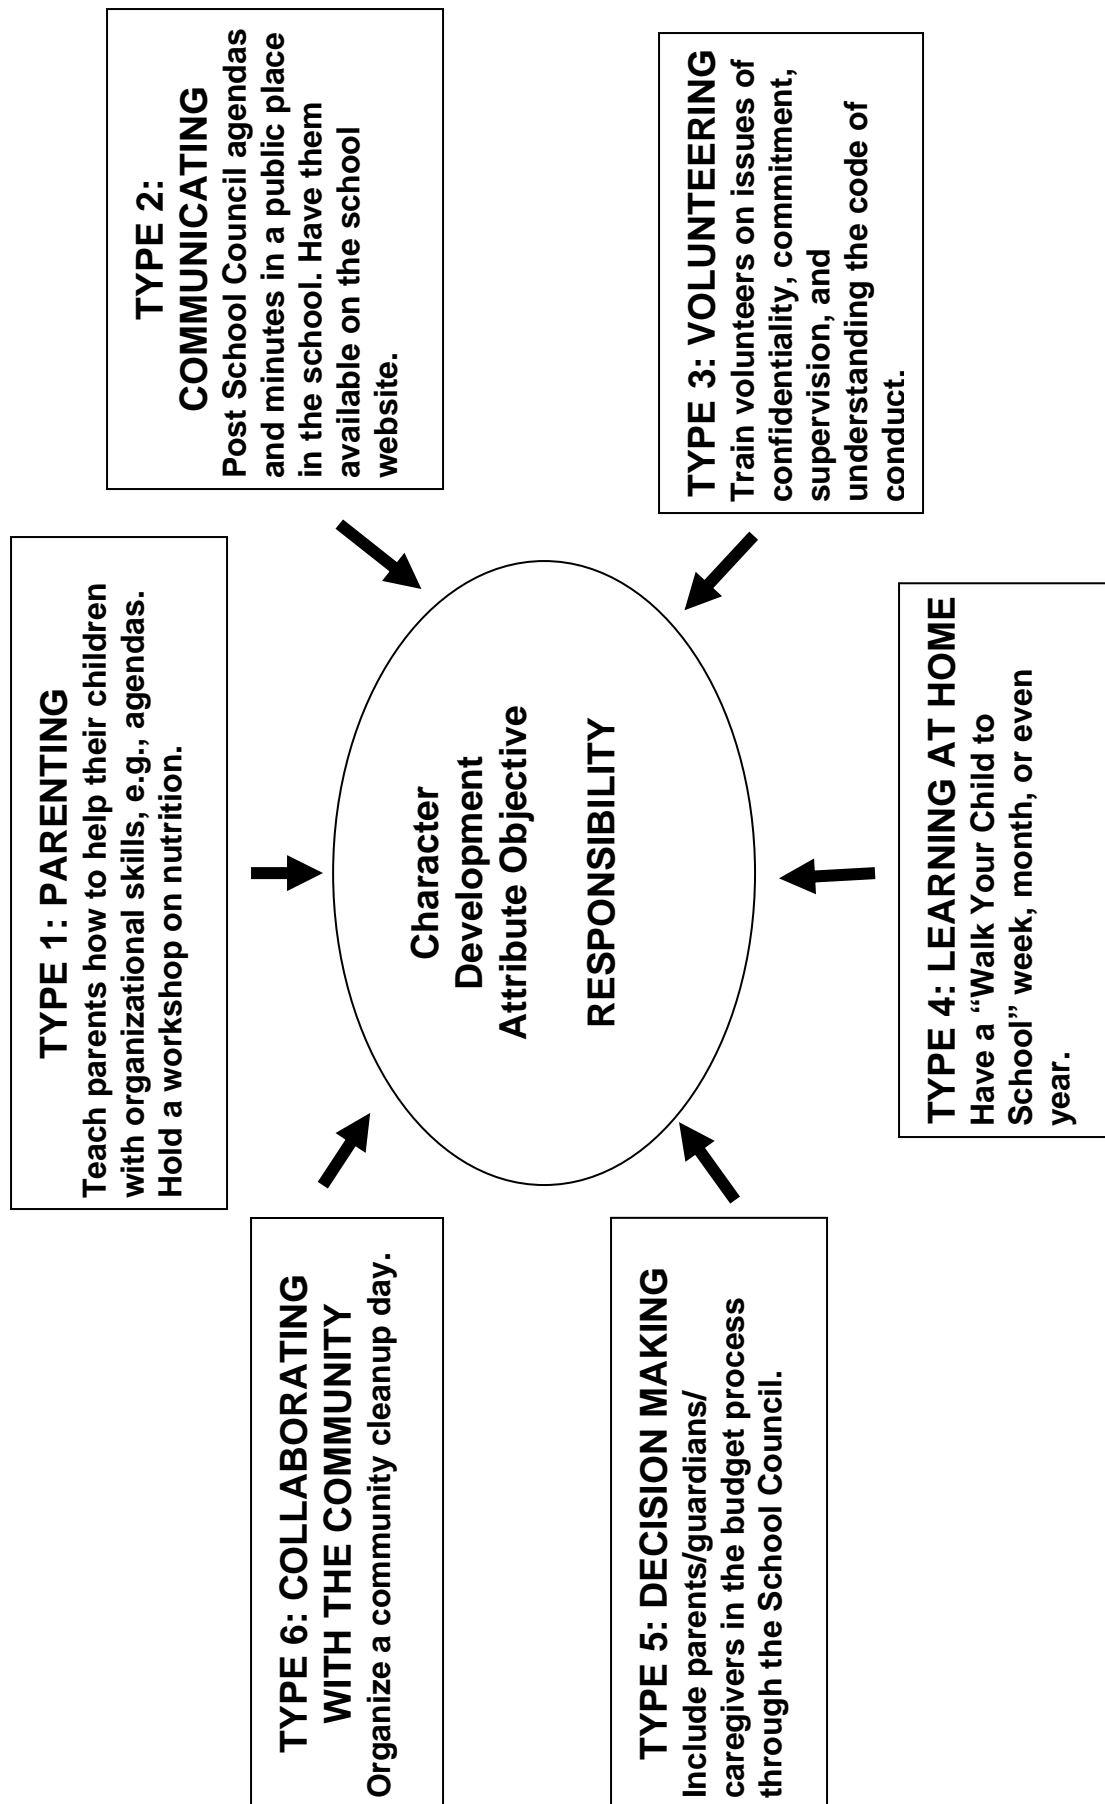 TYPE 1: PARENTING
Teach parents how to help their children
with organizational skills, e.g., agendas.
Hold a workshop on nutrition.
TYPE 2:
COMMUNICATING
Post School Council agendas
and minutes in a public place
in the school. Have them
available on the school
website.
TYPE 3: VOLUNTEERING
Train volunteers on issues of
confidentiality, commitment,
supervision, and
understanding the code of
conduct.
TYPE 4: LEARNING AT HOME
Have a “Walk Your Child to
School” week, month, or even
year.
TYPE 5: DECISION MAKING
Include parents/guardians/
caregivers in the budget process
through the School Council.
TYPE 6: COLLABORATING
WITH THE COMMUNITY
Organize a community cleanup day.
Character
Development
Attribute Objective
RESPONSIBILITY